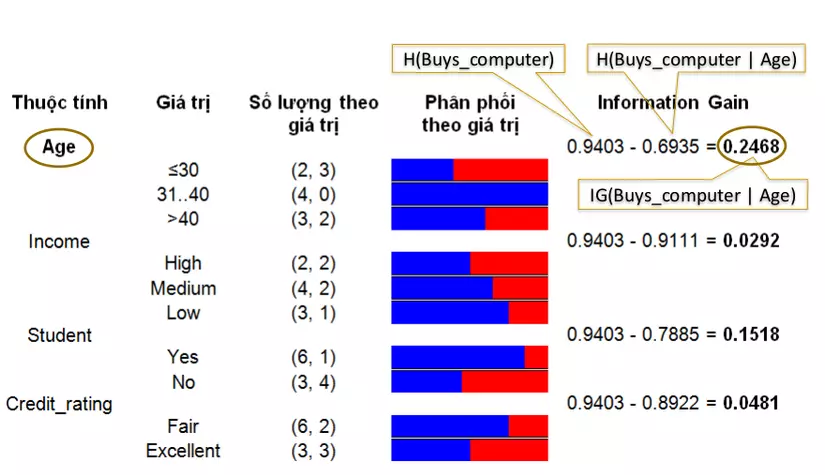 H(Buys_computer) H(Buys_computer | Age)
Thuộc tính Giá trị Số lượng theo giá trị Phân phối theo giá trị Information Gain
Age 0.9403 - 0.6935 = 0.2468
≤30 (2, 3)
31..40 (4, 0)
IG(Buys_computer | Age)
>40 (3, 2)
Income 0.9403 - 0.9111 = 0.0292
High (2, 2)
Medium (4, 2)
Low (3, 1)
Student 0.9403 - 0.7885 = 0.1518
Yes (6, 1)
No (3, 4)
Credit_rating 0.9403 - 0.8922 = 0.0481
Fair (6, 2)
Excellent (3, 3)